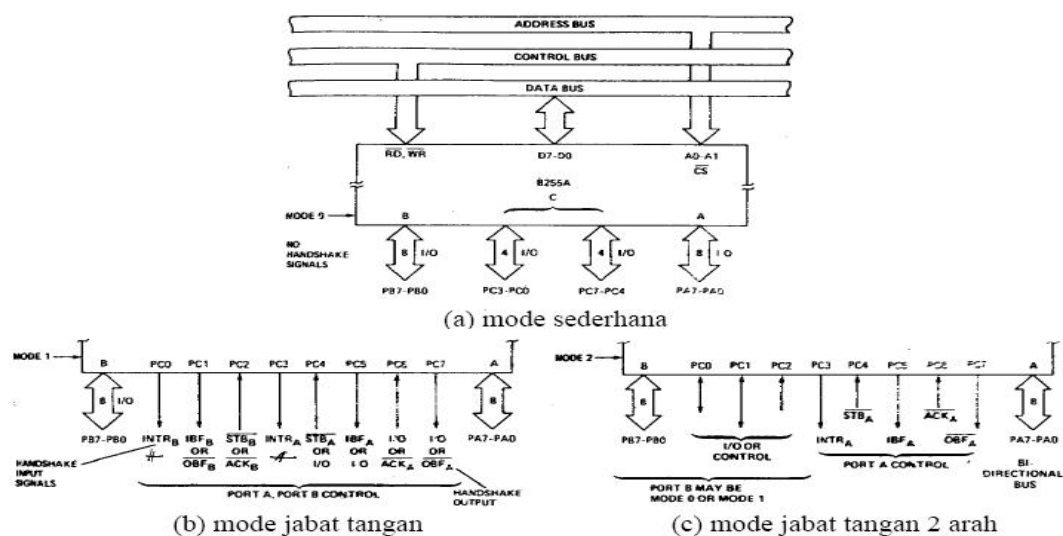 ADDRESS BUS
CONTROL BUS
DATA BUS
RD, WR D7-D0 A0-A1
CS
8255A
C
MODE 0 B A
NO HANDSHAKE SIGNALS
8 I/O 4 I/O 4 I/O 8 I O
PB7-PB0 PC3-PC0 PC7-PC4 PA7-PA0
(a) mode sederhana
MODE 1 B PC0 PC1 PC2 PC3 PC4 PC5 PC6 PC7 A
8 I/O 8
PB7-PB0 INTRB IBFB STBB INTRA STBA IBFA I/O I/O PA7-PA0
OR OR OR OR OR OR
OBFB ACKB I/O I O ACKA OBFA
HANDSHAKE INPUT SIGNALS
PORT A, PORT B CONTROL
HANDSHAKE OUTPUT
(b) mode jabat tangan
MODE 2 B PC0 PC1 PC2 PC3 PC4 PC5 PC6 PC7 A
8 8
STBA ACKA
PB7-PB0 INTRA IBFA OBFA PA7-PA0
I/O OR CONTROL
PORT A CONTROL
BI-DIRECTIONAL BUS
PORT B MAY BE MODE 0 OR MODE 1
(c) mode jabat tangan 2 arah